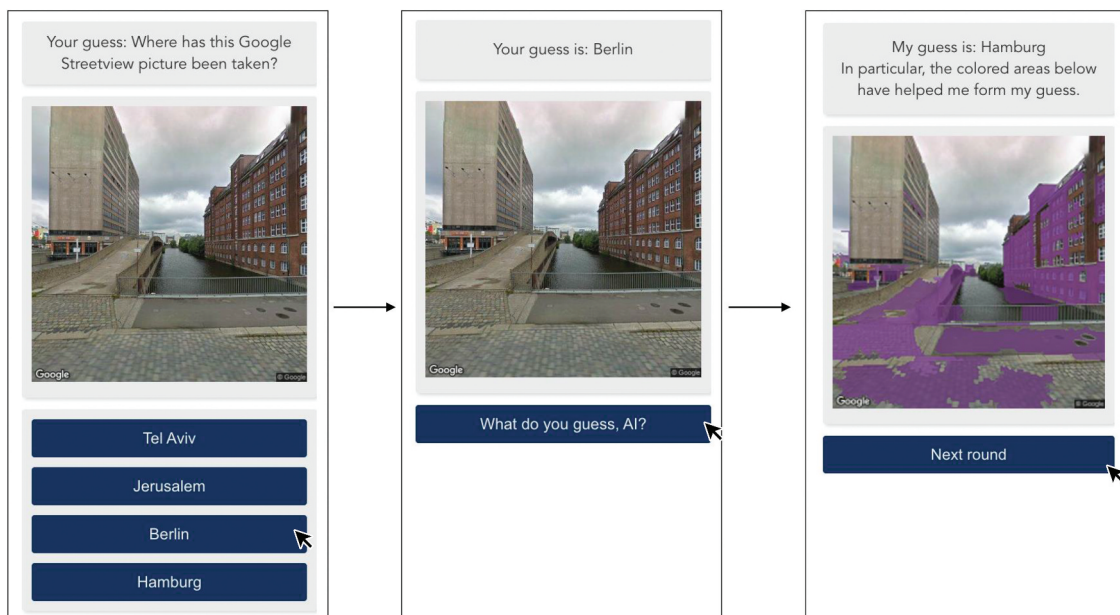 Your guess: Where has this Google
Streetview picture been taken?
Google
© Google
Tel Aviv
Jerusalem
Berlin
Hamburg
Your guess is: Berlin
Google
© Google
What do you guess, AI?
My guess is: Hamburg
In particular, the colored areas below
have helped me form my guess.
Google
© Google
Next round